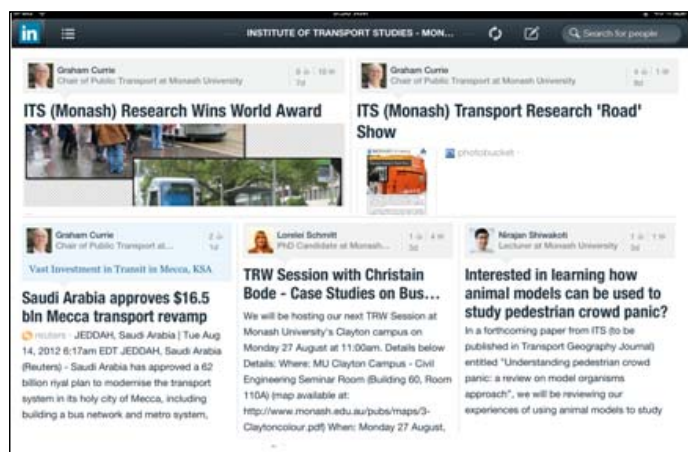 in
INSTITUTE OF TRANSPORT STUDIES - MON...
Search for people
Graham Currie
Chair of Public Transport at Monash University
2d
ITS (Monash) Research Wins World Award
Graham Currie
Chair of Public Transport at Monash University
ITS (Monash) Transport Research 'Road'
Show
photobucket
Graham Currie
Chair of Public Transport at...
2
1d
Vast Investment in Transit in Mecca, KSA
Saudi Arabia approves $16.5
bln Mecca transport revamp
reuters - JEDDAH, Saudi Arabia | Tue Aug
14, 2012 6:17am EDT JEDDAH, Saudi Arabia
(Reuters) - Saudi Arabia has approved a 62
billion riyal plan to modernise the transport
system in its holy city of Mecca, including
building a bus network and metro system,
Lorelei Schmitt
PhD Candidate at Monash...
1 4
3d
TRW Session with Christain
Bode - Case Studies on Bus...
We will be hosting our next TRW Session at
Monash University's Clayton campus on
Monday 27 August at 11:00am. Details below
Details: Where: MU Clayton Campus - Civil
Engineering Seminar Room (Building 60, Room
110A) (map available at:
http://www.monash.edu.au/pubs/maps/3-
Claytoncolour.pdf) When: Monday 27 August,
Nirajan Shiwakoti
Lecturer at Monash University
1 1
3d
Interested in learning how
animal models can be used to
study pedestrian crowd panic?
In a forthcoming paper from ITS (to be
published in Transport Geography Journal)
entitled "Understanding pedestrian crowd
panic: a review on model organisms
approach", we will be reviewing our
experiences of using animal models to study